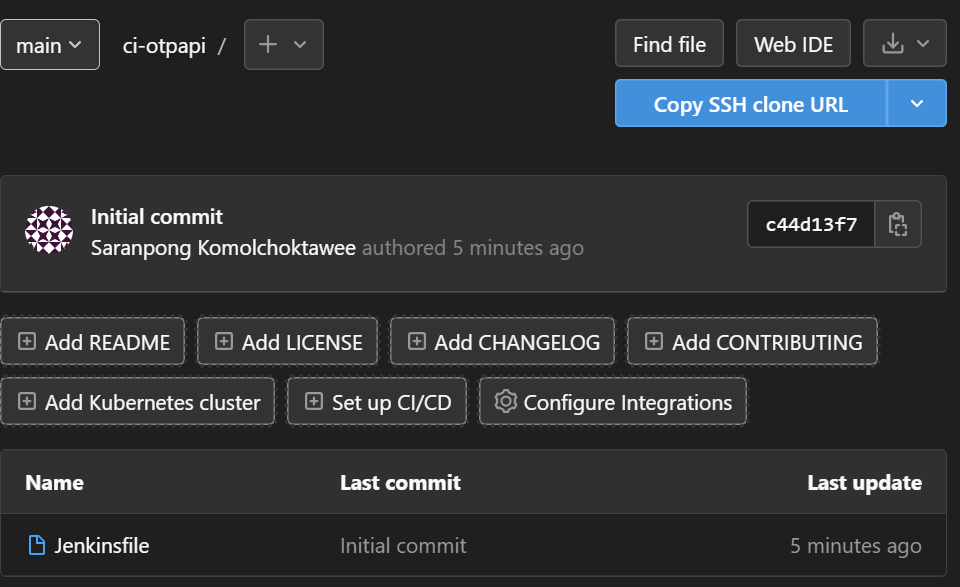 main ci-otpapi / Find file Web IDE
Copy SSH clone URL
Initial commit
Saranpong Komolchoktawee authored 5 minutes ago
c44d13f7
Add README Add LICENSE Add CHANGELOG Add CONTRIBUTING
Add Kubernetes cluster Set up CI/CD Configure Integrations
Name Last commit Last update
Jenkinsfile Initial commit 5 minutes ago